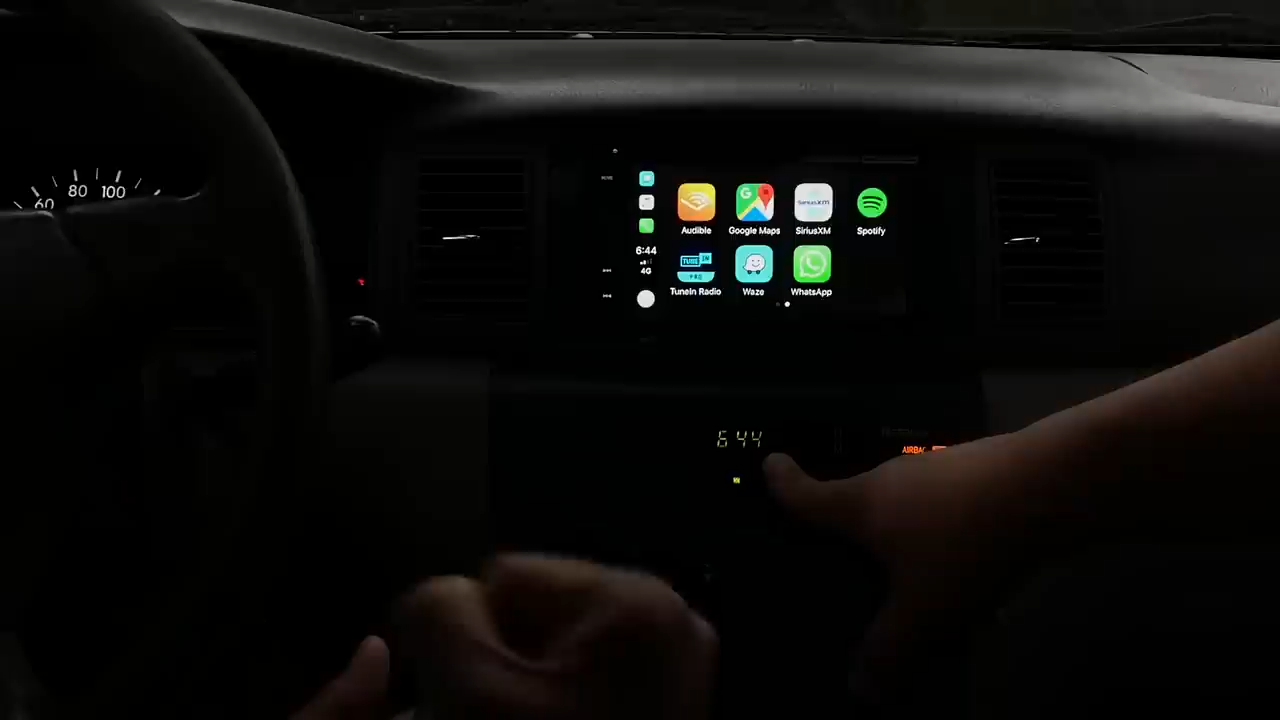 60 80 100
Audible
Google Maps
SiriusXM
Spotify
6:44
4G
TUNE IN
PRO
TuneIn Radio
Waze
WhatsApp
6 44
AIRBAG